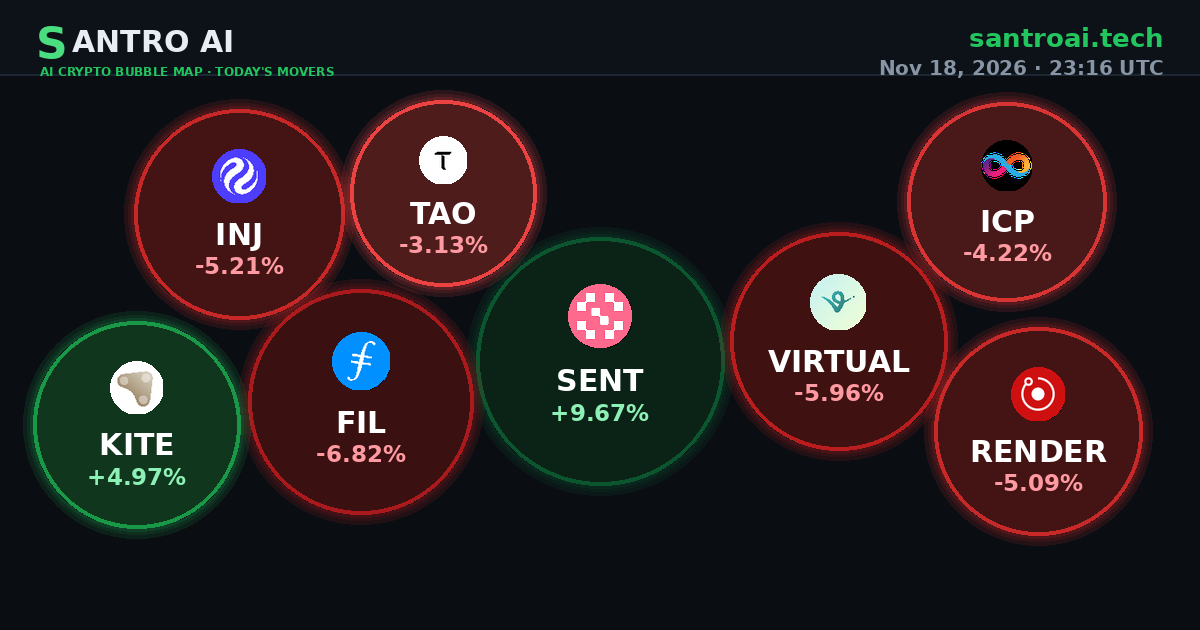 SANTRO AI
AI CRYPTO BUBBLE MAP · TODAY'S MOVERS
santroai.tech
Nov 18, 2026 · 23:16 UTC
INJ
-5.21%
TAO
-3.13%
ICP
-4.22%
KITE
+4.97%
FIL
-6.82%
SENT
+9.67%
VIRTUAL
-5.96%
RENDER
-5.09%